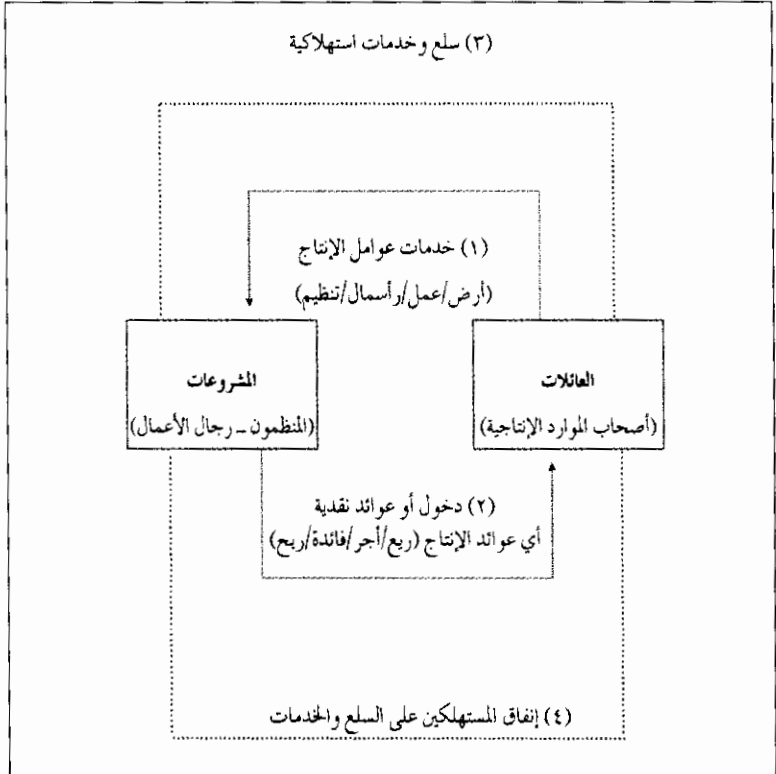 (٣) سلع وخدمات استهلاكية
(١) خدمات عوامل الإنتاج
(أرض/عمل/رأسمال/تنظيم)
العائلات
(أصحاب الموارد الإنتاجية)
المشروعات
(المنظمون - رجال الأعمال)
(٢) دخول أو عوائد نقدية
أي عوائد الإنتاج (ريع/أجر/فائدة/ربح)
(٤) إنفاق المستهلكين على السلع والخدمات